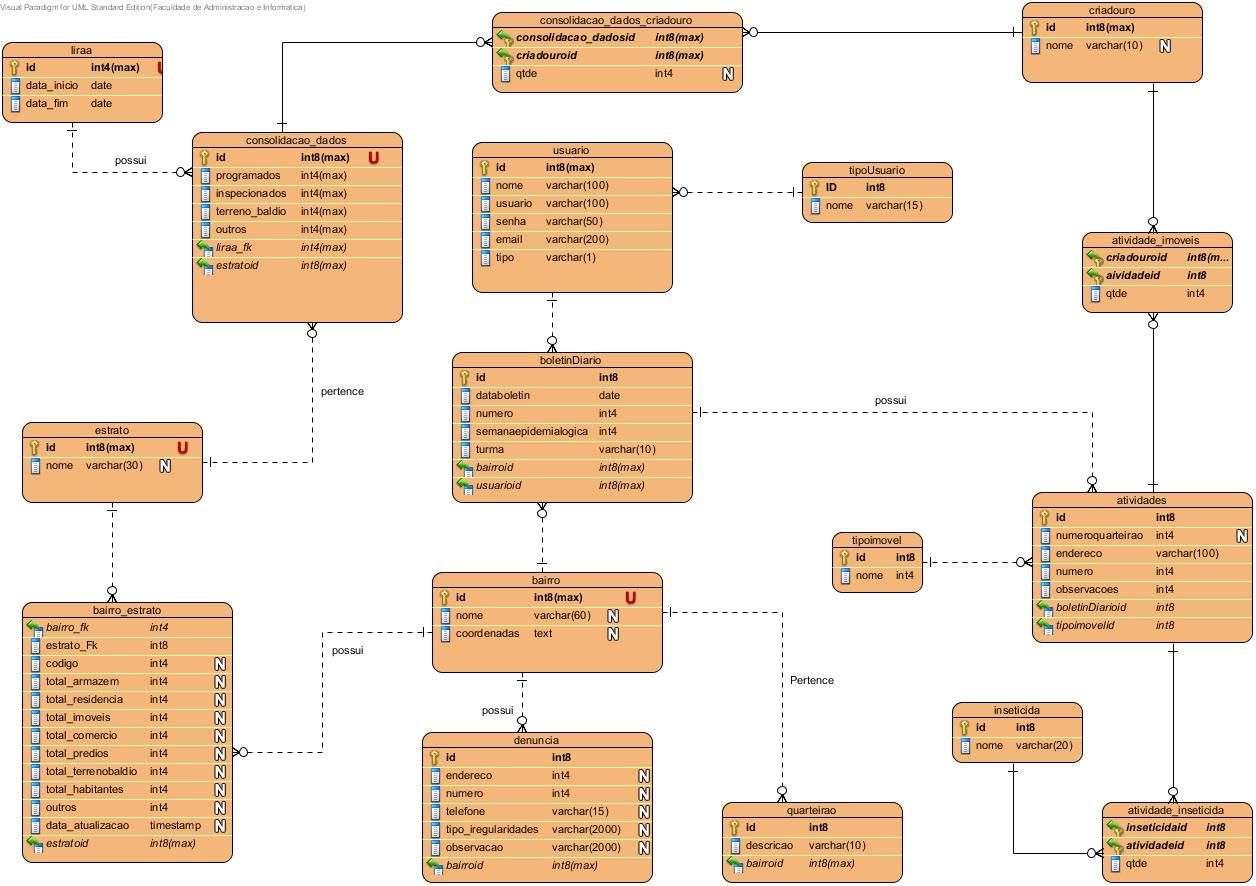 Visual Paradigm for UML Standard Edition(Faculdade de Administracao e Informatica)
liraa
id int4(max) U
data_inicio date
data_fim date
possui
consolidacao_dados_criadouro
consolidacao_dadosid int8(max)
criadouroid int8(max)
qtde int4 N
criadouro
id int8(max)
nome varchar(10) N
consolidacao_dados
id int8(max) U
programados int4(max)
inspecionados int4(max)
terreno_baldio int4(max)
outros int4(max)
liraa_fk int4(max)
estratoid int8(max)
pertence
usuario
id int8(max)
nome varchar(100)
usuario varchar(100)
senha varchar(50)
email varchar(200)
tipo varchar(1)
tipoUsuario
ID int8
nome varchar(15)
atividade_imoveis
criadouroid int8(m...
aividadeid int8
qtde int4
boletinDiario
id int8
databoletin date
numero int4
semanaepidemialogica int4
turma varchar(10)
bairroid int8(max)
usuarioid int8(max)
possui
estrato
id int8(max) U
nome varchar(30) N
atividades
id int8
numeroquarteirao int4 N
endereco varchar(100)
numero int4
observacoes int4
boletinDiarioid int8
tipoimovelid int8
tipoimovel
id int8
nome int4
bairro
id int8(max) U
nome varchar(60) N
coordenadas text N
possui
possui
Pertence
bairro_estrato
bairro_fk int4
estrato_Fk int8
codigo int4 N
total_armazem int4 N
total_residencia int4 N
total_imoveis int4 N
total_comercio int4 N
total_predios int4 N
total_terrenobaldio int4 N
total_habitantes int4 N
outros int4 N
data_atualizacao timestamp N
estratoid int8(max)
denuncia
id int8
endereco int4 N
numero int4 N
telefone varchar(15) N
tipo_iregularidades varchar(2000) N
observacao varchar(2000) N
bairroid int8(max)
quarteirao
id int8
descricao varchar(10)
bairroid int8(max)
inseticida
id int8
nome varchar(20)
atividade_inseticida
inseticidaid int8
atividadeid int8
qtde int4